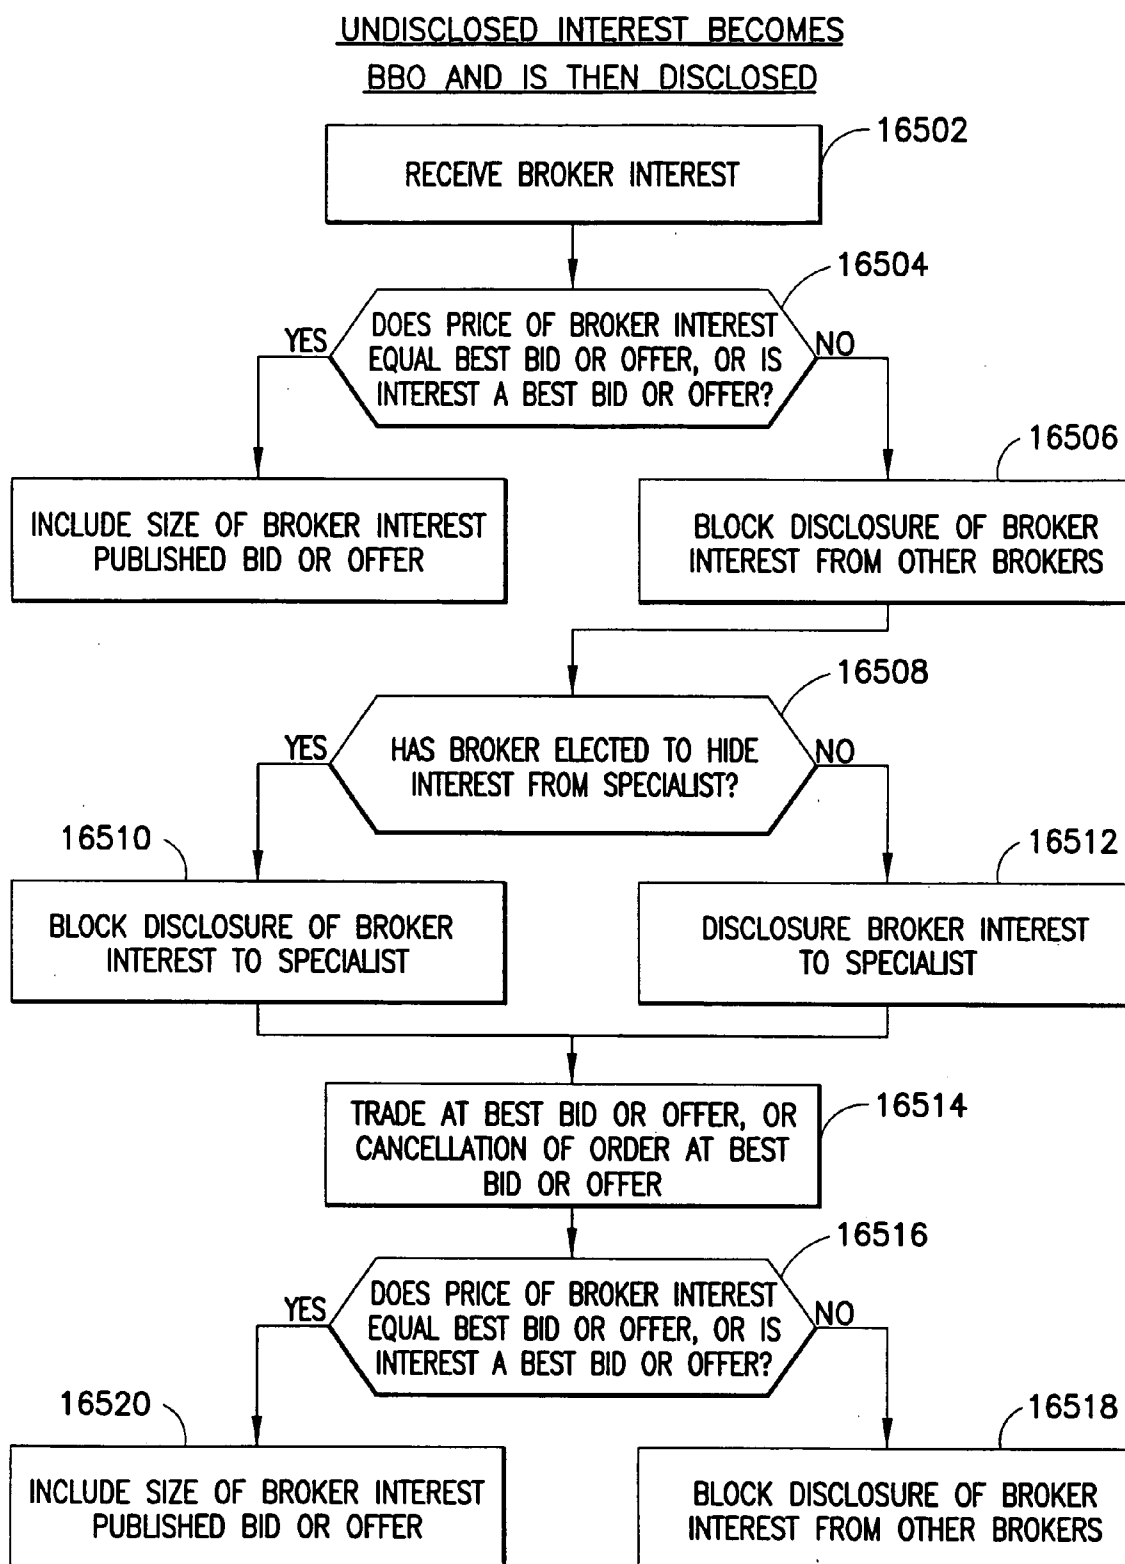 UNDISCLOSED INTEREST BECOMES
BBO AND IS THEN DISCLOSED
16502
RECEIVE BROKER INTEREST
16504
DOES PRICE OF BROKER INTEREST
EQUAL BEST BID OR OFFER, OR IS
INTEREST A BEST BID OR OFFER?
YES
NO
INCLUDE SIZE OF BROKER INTEREST
PUBLISHED BID OR OFFER
16506
BLOCK DISCLOSURE OF BROKER
INTEREST FROM OTHER BROKERS
16508
HAS BROKER ELECTED TO HIDE
INTEREST FROM SPECIALIST?
YES
NO
16510
BLOCK DISCLOSURE OF BROKER
INTEREST TO SPECIALIST
16512
DISCLOSURE BROKER INTEREST
TO SPECIALIST
16514
TRADE AT BEST BID OR OFFER, OR
CANCELLATION OF ORDER AT BEST
BID OR OFFER
16516
DOES PRICE OF BROKER INTEREST
EQUAL BEST BID OR OFFER, OR IS
INTEREST A BEST BID OR OFFER?
YES
NO
16520
INCLUDE SIZE OF BROKER INTEREST
PUBLISHED BID OR OFFER
16518
BLOCK DISCLOSURE OF BROKER
INTEREST FROM OTHER BROKERS